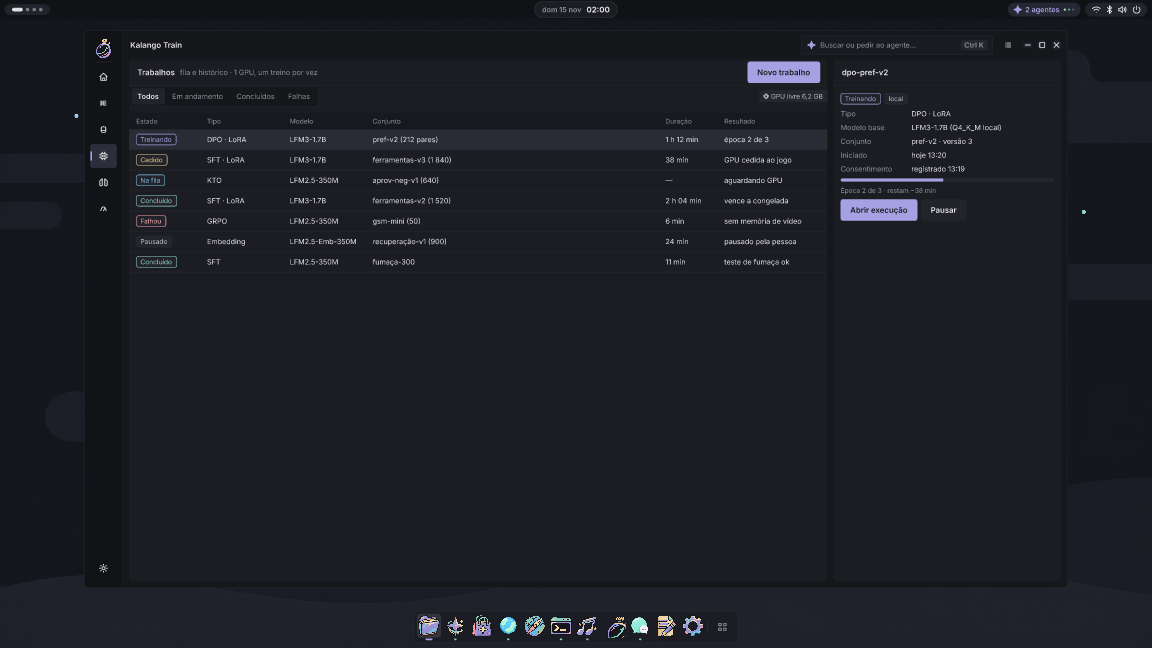 dom 15 nov 02:00
2 agentes
Kalango Train
Buscar ou pedir ao agente... Ctrl K
Trabalhos fila e histórico · 1 GPU, um treino por vez
Novo trabalho
Todos Em andamento Concluídos Falhas
GPU livre 6,2 GB
Estado Tipo Modelo Conjunto Duração Resultado
Treinando DPO · LoRA LFM3-1.7B pref-v2 (212 pares) 1 h 12 min época 2 de 3
Cedido SFT · LoRA LFM3-1.7B ferramentas-v3 (1 840) 38 min GPU cedida ao jogo
Na fila KTO LFM2.5-350M aprov-neg-v1 (640) — aguardando GPU
Concluído SFT · LoRA LFM3-1.7B ferramentas-v2 (1 520) 2 h 04 min vence a congelada
Falhou GRPO LFM2.5-350M gsm-mini (50) 6 min sem memória de vídeo
Pausado Embedding LFM2.5-Emb-350M recuperação-v1 (900) 24 min pausado pela pessoa
Concluído SFT LFM2.5-350M fumaça-300 11 min teste de fumaça ok
dpo-pref-v2
Treinando local
Tipo DPO · LoRA
Modelo base LFM3-1.7B (Q4_K_M local)
Conjunto pref-v2 · versão 3
Iniciado hoje 13:20
Consentimento registrado 13:19
Época 2 de 3 · restam ~38 min
Abrir execução Pausar